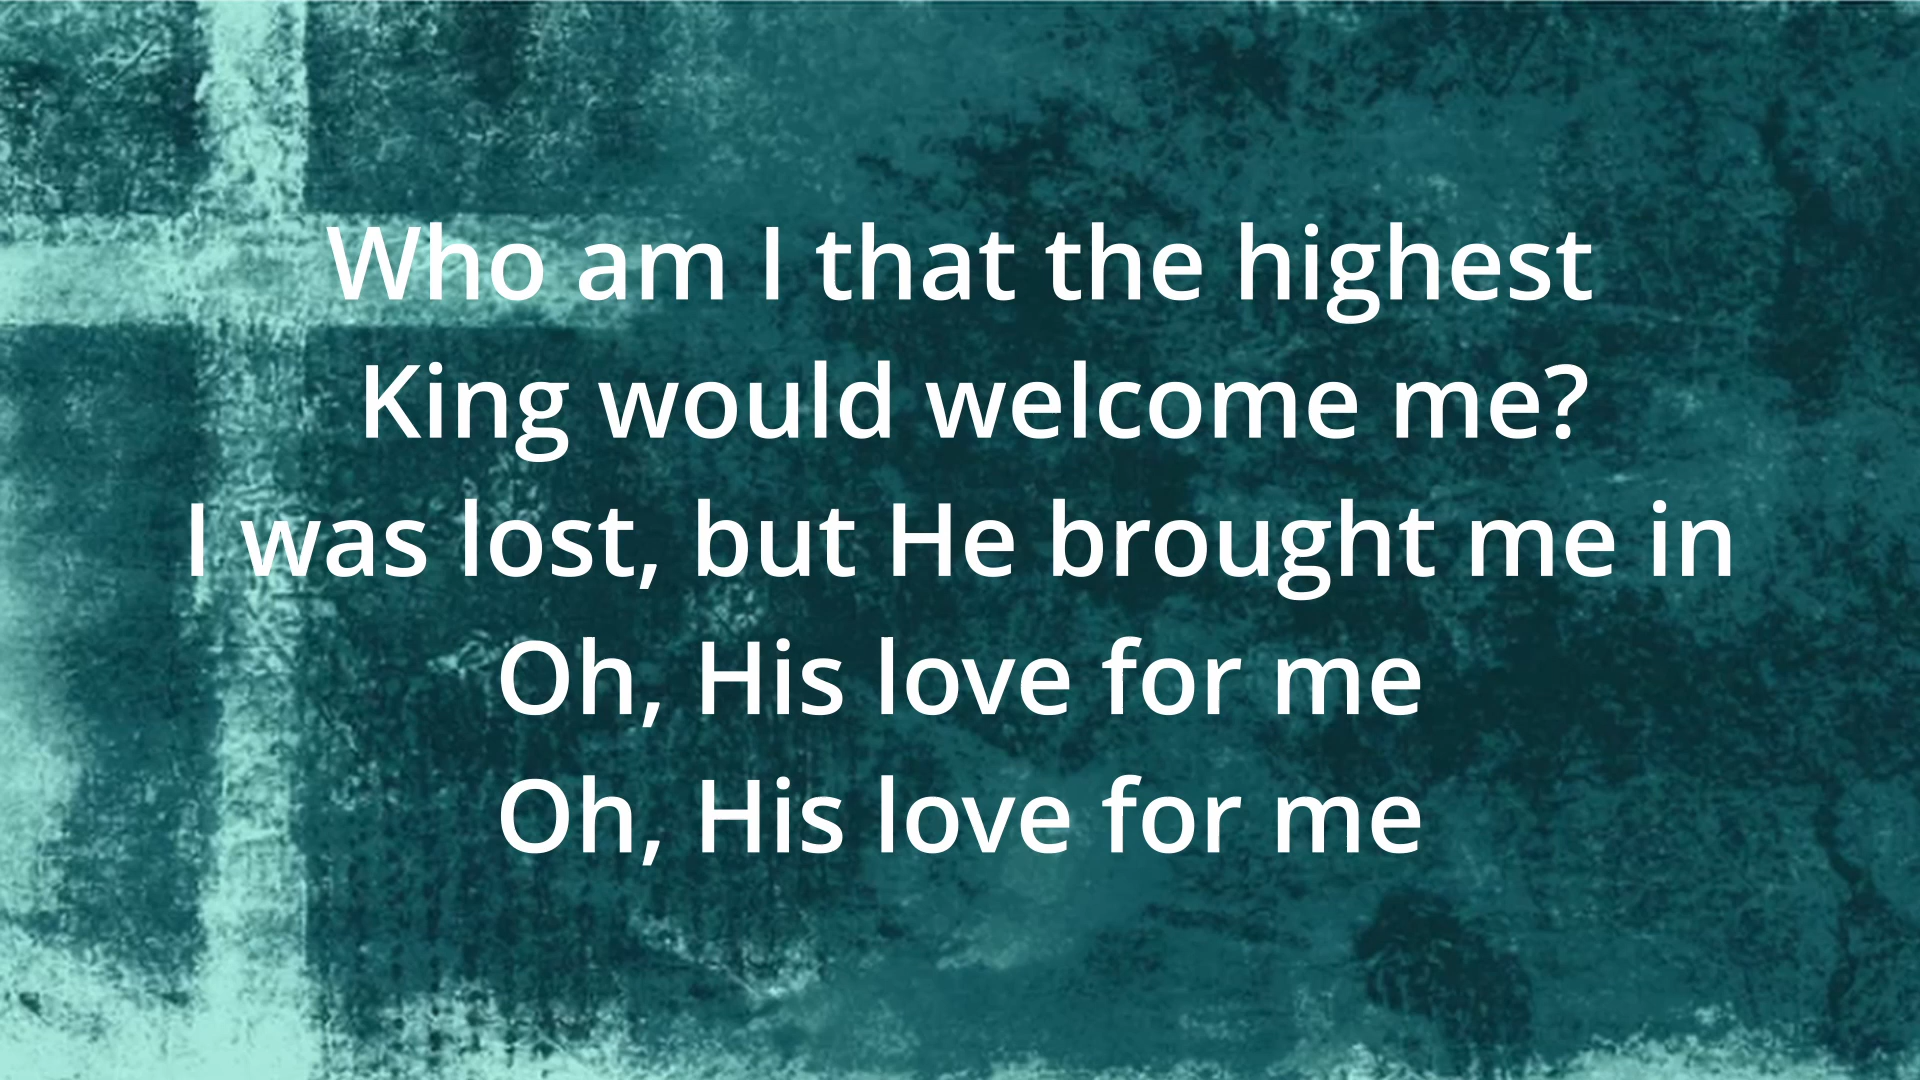 Who am I that the highest
King would welcome me?
I was lost, but He brought me in
Oh, His love for me
Oh, His love for me